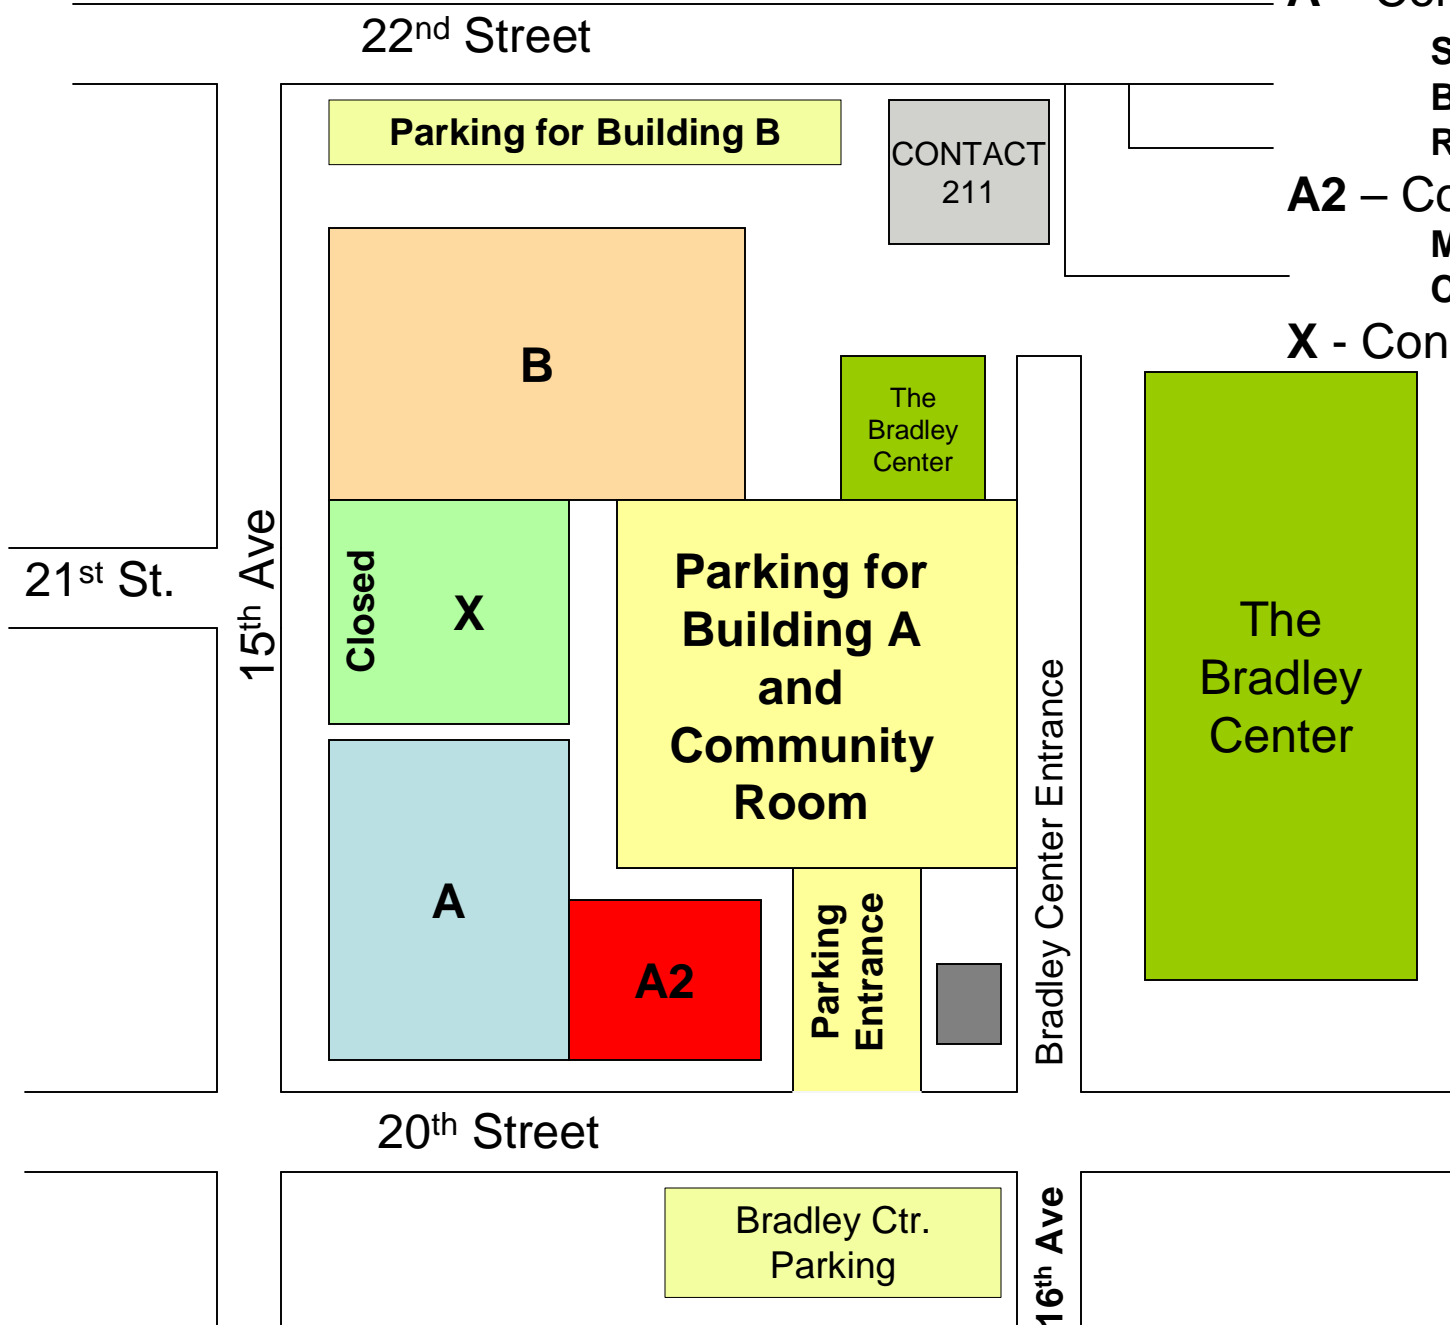 22nd Street
Parking for Building B
CONTACT
211
A2 –
X -
B
The
Bradley
Center
21st St.
15th Ave
Closed
X
Parking for
Building A
and
Community
Room
The
Bradley
Center
Bradley Center Entrance
A
A2
Parking
Entrance
20th Street
Bradley Ctr.
Parking
16th Ave